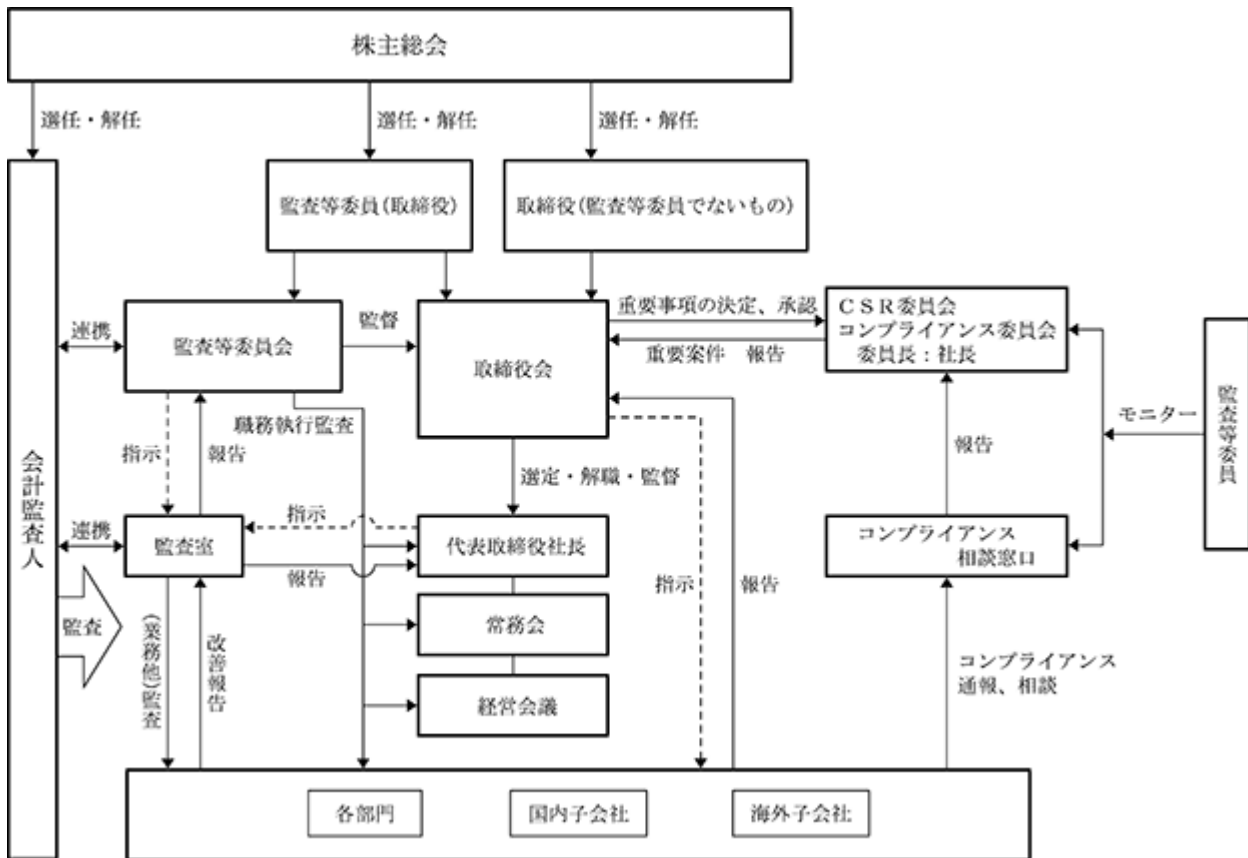 株主総会
選任・解任
選任・解任
選任・解任
監査等委員(取締役)
取締役(監査等委員でないもの)
連携
監査等委員会
監督
取締役会
重要事項の決定、承認
重要案件 報告
CSR委員会
コンプライアンス委員会
委員長:社長
監査等委員
モニター
職務執行監査
指示
報告
選定・解職・監督
報告
会計監査人
連携
監査室
指示
報告
代表取締役社長
指示
報告
コンプライアンス
相談窓口
監査
(業務他)監査
改善報告
常務会
経営会議
コンプライアンス
通報、相談
各部門
国内子会社
海外子会社